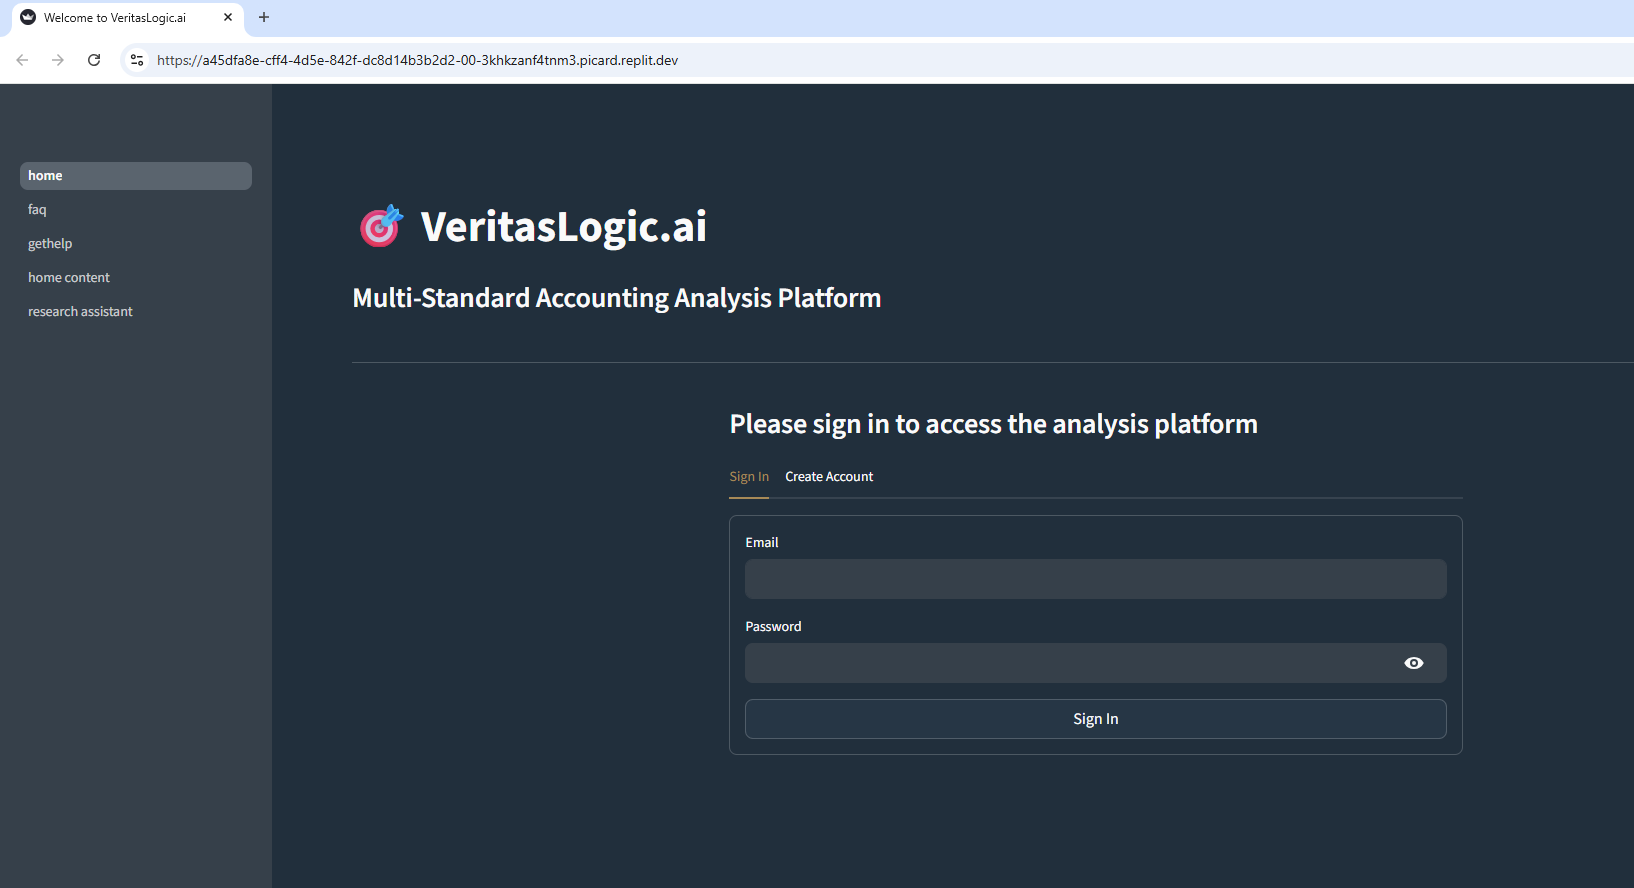 Welcome to VeritasLogic.ai
https://a45dfa8e-cff4-4d5e-842f-dc8d14b3b2d2-00-3khkzanf4tnm3.picard.replit.dev
home
faq
gethelp
home content
research assistant
VeritasLogic.ai
Multi-Standard Accounting Analysis Platform
Please sign in to access the analysis platform
Sign In Create Account
Email
Password
Sign In